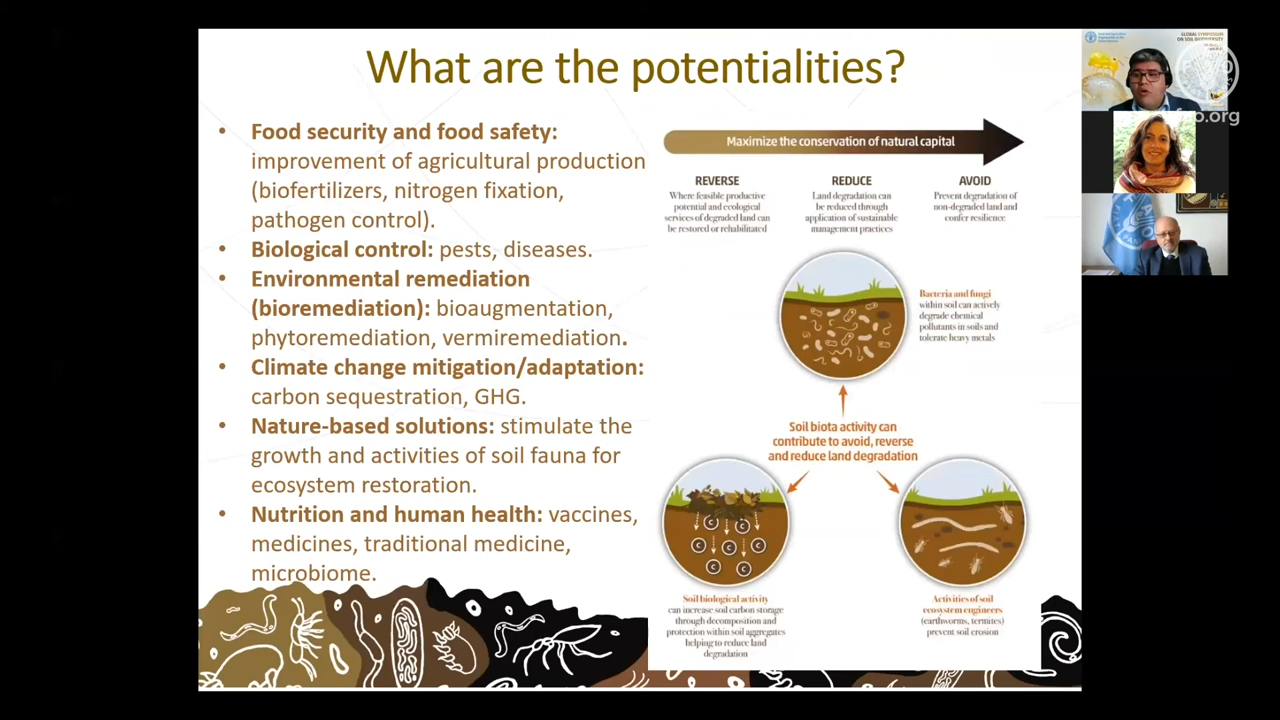 What are the potentialities?
• Food security and food safety:
improvement of agricultural production
(biofertilizers, nitrogen fixation,
pathogen control).
• Biological control: pests, diseases.
• Environmental remediation
(bioremediation): bioaugmentation,
phytoremediation, vermiremediation.
• Climate change mitigation/adaptation:
carbon sequestration, GHG.
• Nature-based solutions: stimulate the
growth and activities of soil fauna for
ecosystem restoration.
• Nutrition and human health: vaccines,
medicines, traditional medicine,
microbiome.
Maximize the conservation of natural capital
REVERSE
Where feasible productive
potential and ecological
services of degraded land can
be restored or rehabilitated
REDUCE
Land degradation can
be reduced through
application of sustainable
management practices
AVOID
Prevent degradation of
non-degraded land and
confer resilience
Bacteria and fungi
within soil can actively
degrade chemical
pollutants in soils and
tolerate heavy metals
Soil biota activity can
contribute to avoid, reverse
and reduce land degradation
C C
C C C
C C
Soil biological activity
can increase soil carbon storage
through decomposition and
protection within soil aggregates
helping to reduce land
degradation
Activities of soil
ecosystem engineers
(earthworms, termites)
prevent soil erosion
GLOBAL SYMPOSIUM
ON SOIL BIODIVERSITY